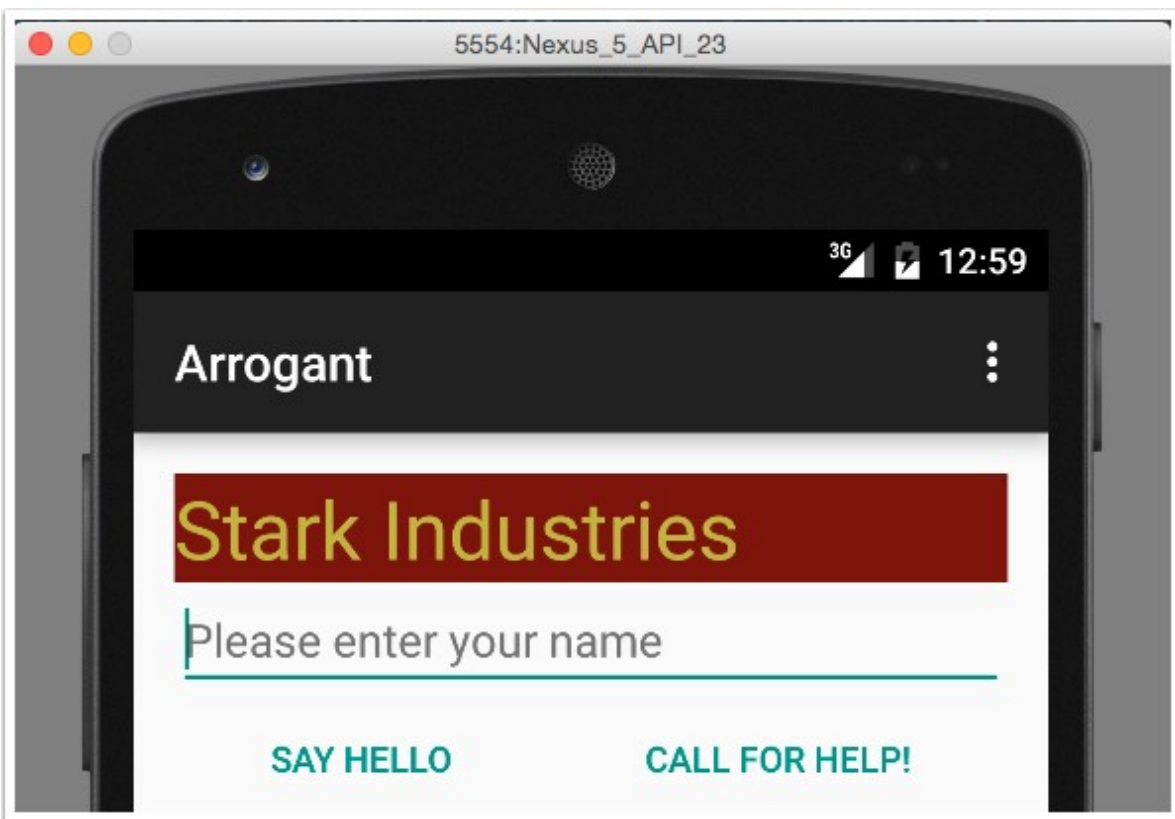 5554:Nexus_5_API_23
3G 12:59
Arrogant
Stark Industries
Please enter your name
SAY HELLO CALL FOR HELP!